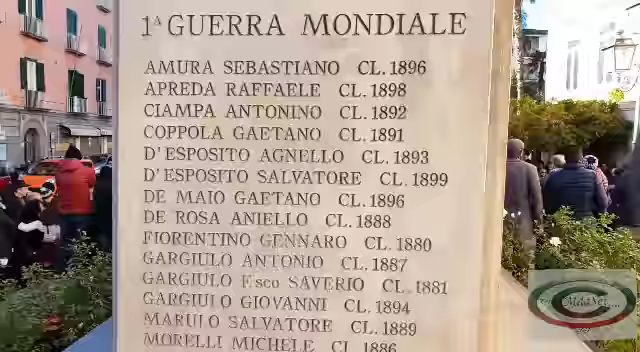 1ª GUERRA MONDIALE
AMURA SEBASTIANO CL.1896
APREDA RAFFAELE CL.1898
CIAMPA ANTONINO CL.1892
COPPOLA GAETANO CL.1891
D'ESPOSITO AGNELLO CL.1893
D'ESPOSITO SALVATORE CL.1899
DE MAIO GAETANO CL.1896
DE ROSA ANIELLO CL.1888
FIORENTINO GENNARO CL.1880
GARGIULO ANTONIO CL.1887
GARGIULO Fsco SAVERIO CL.1881
GARGIULO GIOVANNI CL.1894
MARULO SALVATORE CL.1889
MORELLI MICHELE CL.1886